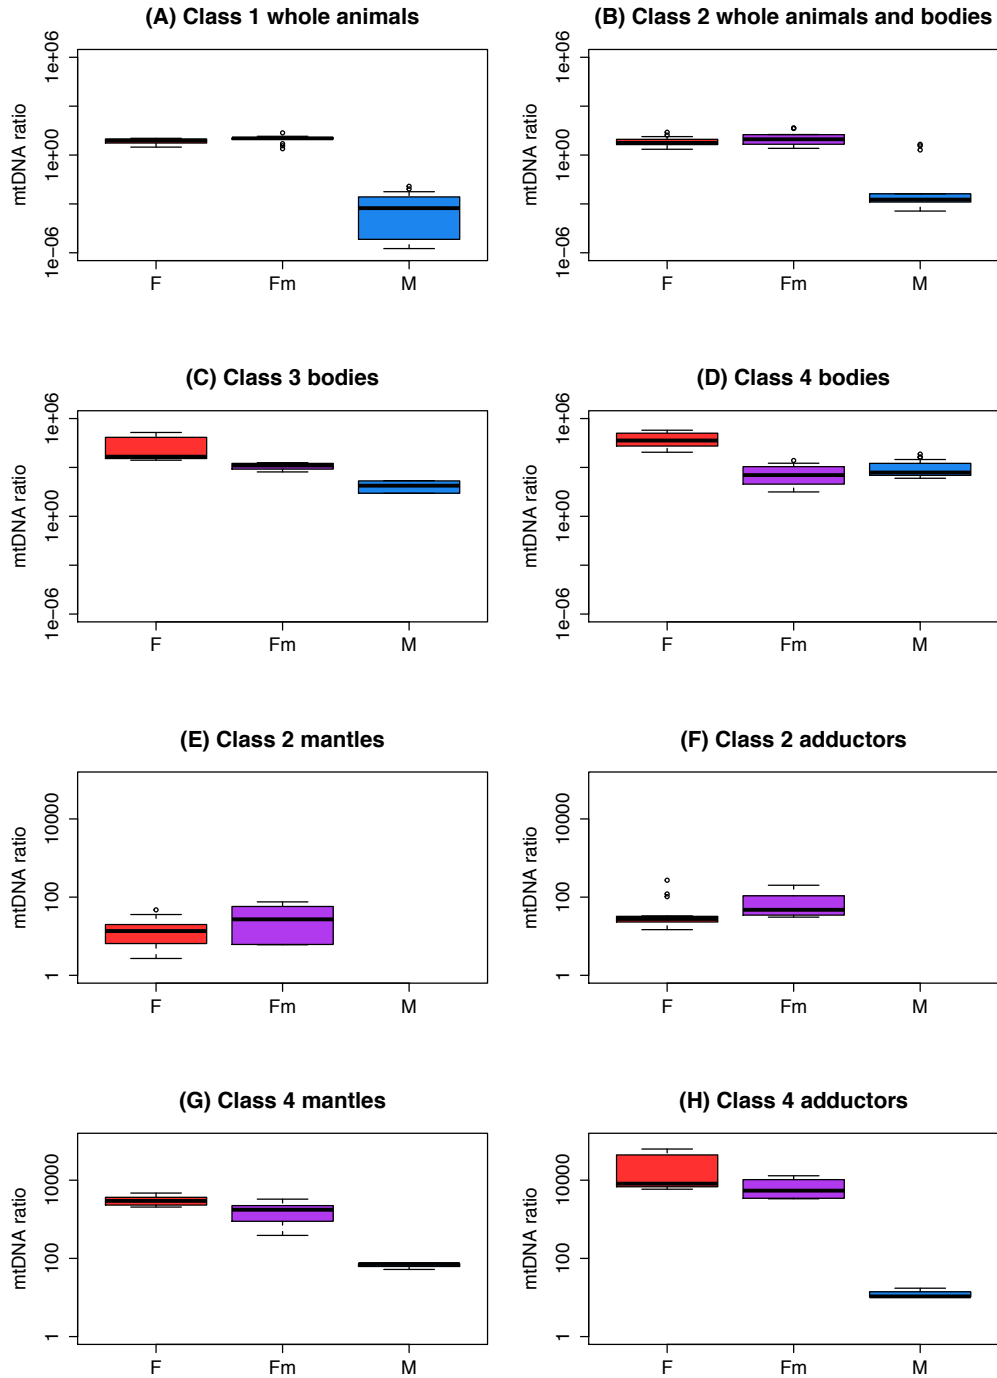 (A) Class 1 whole animals
mtDNA ratio
1e+06
1e+00
1e−06
F Fm M
(B) Class 2 whole animals and bodies
mtDNA ratio
1e+06
1e+00
1e−06
F Fm M
(C) Class 3 bodies
mtDNA ratio
1e+06
1e+00
1e−06
F Fm M
(D) Class 4 bodies
mtDNA ratio
1e+06
1e+00
1e−06
F Fm M
(E) Class 2 mantles
mtDNA ratio
10000
100
1
F Fm M
(F) Class 2 adductors
mtDNA ratio
10000
100
1
F Fm M
(G) Class 4 mantles
mtDNA ratio
10000
100
1
F Fm M
(H) Class 4 adductors
mtDNA ratio
10000
100
1
F Fm M